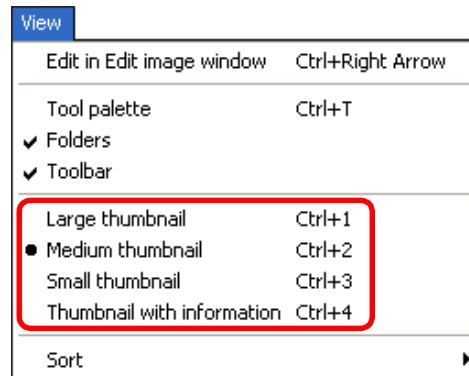 View
Edit in Edit image window Ctrl+Right Arrow
Tool palette Ctrl+T
Folders
Toolbar
Large thumbnail Ctrl+1
Medium thumbnail Ctrl+2
Small thumbnail Ctrl+3
Thumbnail with information Ctrl+4
Sort